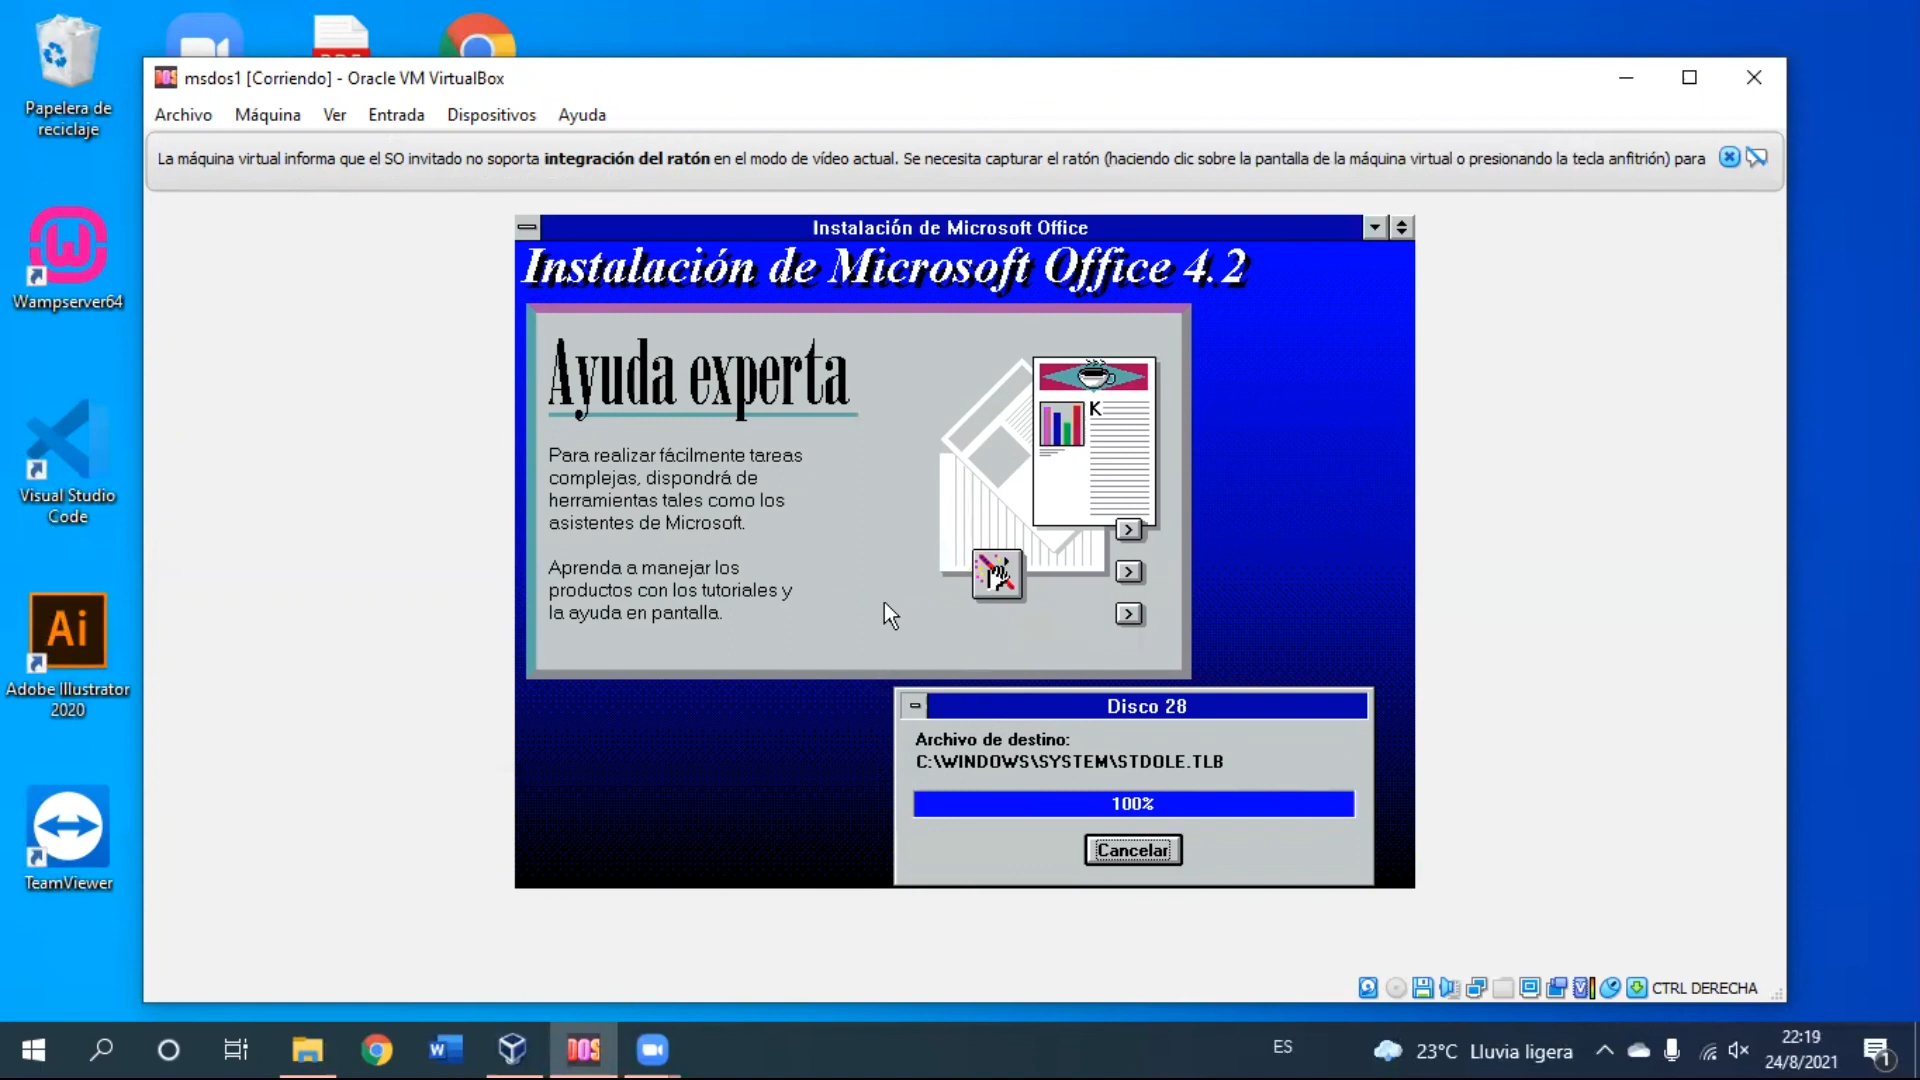 msdos1 [Corriendo] - Oracle VM VirtualBox
Archivo Máquina Ver Entrada Dispositivos Ayuda
La máquina virtual informa que el SO invitado no soporta integración del ratón en el modo de vídeo actual. Se necesita capturar el ratón (haciendo clic sobre la pantalla de la máquina virtual o presionando la tecla anfitrión) para
Papelera de
reciclaje
Wampserver64
Visual Studio
Code
Ai
Adobe Illustrator
2020
TeamViewer
Instalación de Microsoft Office
Instalación de Microsoft Office 4.2
Ayuda experta
Para realizar fácilmente tareas
complejas, dispondrá de
herramientas tales como los
asistentes de Microsoft.
Aprenda a manejar los
productos con los tutoriales y
la ayuda en pantalla.
K
Disco 28
Archivo de destino:
C:\WINDOWS\SYSTEM\STDOLE.TLB
100%
Cancelar
CTRL DERECHA
DOS
ES
23°C Lluvia ligera
22:19
24/8/2021
1